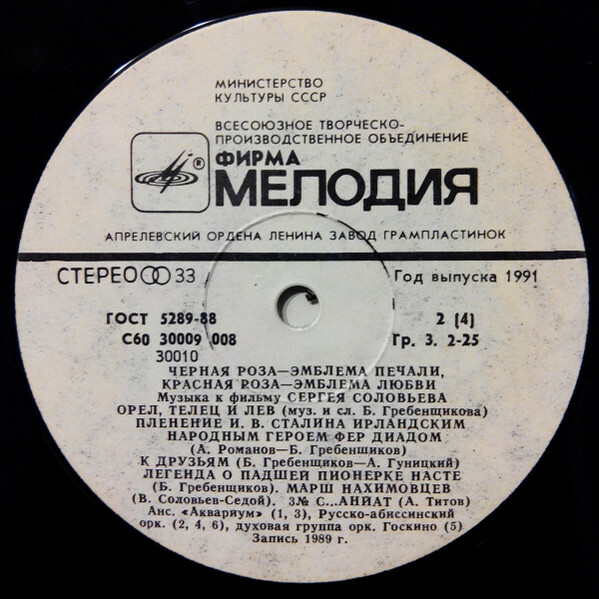 МИНИСТЕРСТВО
КУЛЬТУРЫ СССР
ВСЕСОЮЗНОЕ ТВОРЧЕСКО-
ПРОИЗВОДСТВЕННОЕ ОБЪЕДИНЕНИЕ
®
ФИРМА
МЕЛОДИЯ
АПРЕЛЕВСКИЙ ОРДЕНА ЛЕНИНА ЗАВОД ГРАМПЛАСТИНОК
СТЕРЕО 33 Год выпуска 1991
ГОСТ 5289-88 2 (4)
С60 30009 008 Гр. 3. 2-25
30010
ЧЕРНАЯ РОЗА—ЭМБЛЕМА ПЕЧАЛИ,
КРАСНАЯ РОЗА—ЭМБЛЕМА ЛЮБВИ
Музыка к фильму СЕРГЕЯ СОЛОВЬЕВА
ОРЕЛ, ТЕЛЕЦ И ЛЕВ (муз. и сл. Б. Гребенщикова)
ПЛЕНЕНИЕ И. В. СТАЛИНА ИРЛАНДСКИМ
НАРОДНЫМ ГЕРОЕМ ФЕР ДИАДОМ
(А. Романов—Б. Гребенщиков)
К ДРУЗЬЯМ (Б. Гребенщиков—А. Гуницкий)
ЛЕГЕНДА О ПАДШЕЙ ПИОНЕРКЕ НАСТЕ
(Б. Гребенщиков). МАРШ НАХИМОВЦЕВ
(В. Соловьев-Седой). 3№ С...АНИАТ (А. Титов)
Анс. «Аквариум» (1, 3), Русско-абиссинский
орк. (2, 4, 6), духовая группа орк. Госкино (5)
Запись 1989 г.